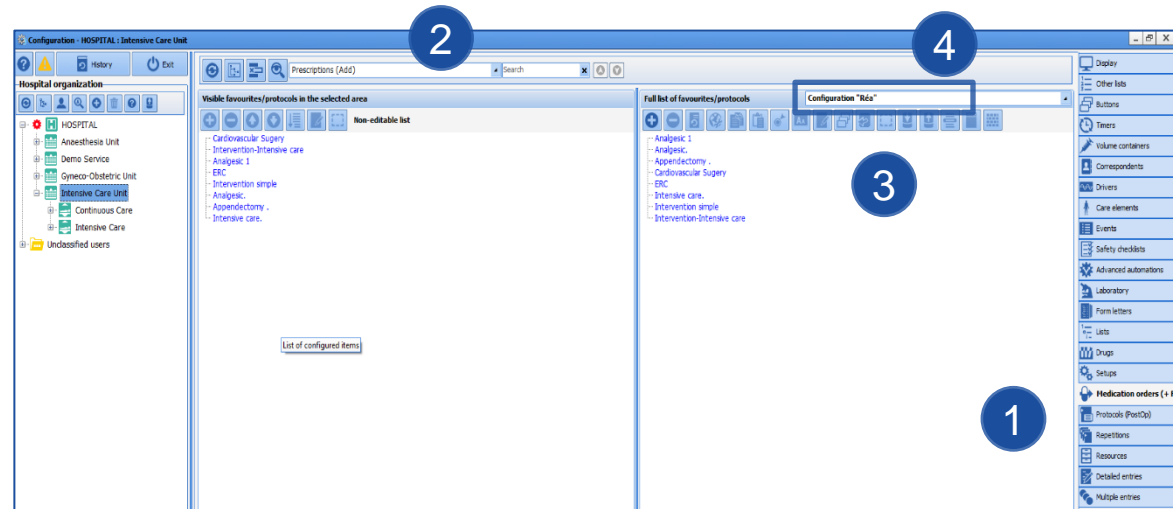 2
4
Configuration - HOSPITAL : Intensive Care Unit
History
Exit
Hospital organization
HOSPITAL
Anaesthesia Unit
Demo Service
Gyneco-Obstetric Unit
Intensive Care Unit
Continuous Care
Intensive Care
Unclassified users
Prescriptions (Add)
Search
Visible favourites/protocols in the selected area
Non-editable list
Cardiovascular Sugery
Intervention-Intensive care
Analgesic 1
ERC
Intervention simple
Analgesic.
Appendectomy .
Intensive care.
List of configured items
Full list of favourites/protocols
Configuration "Réa"
Analgesic 1
Analgesic.
Appendectomy .
Cardiovascular Sugery
ERC
Intensive care.
Intervention simple
Intervention-Intensive care
3
1
Display
Other lists
Buttons
Timers
Volume containers
Correspondents
Drivers
Care elements
Events
Safety checklists
Advanced automations
Laboratory
Form letters
Lists
Drugs
Setups
Medication orders (+
Protocols (PostOp)
Repetitions
Resources
Detailed entries
Multiple entries